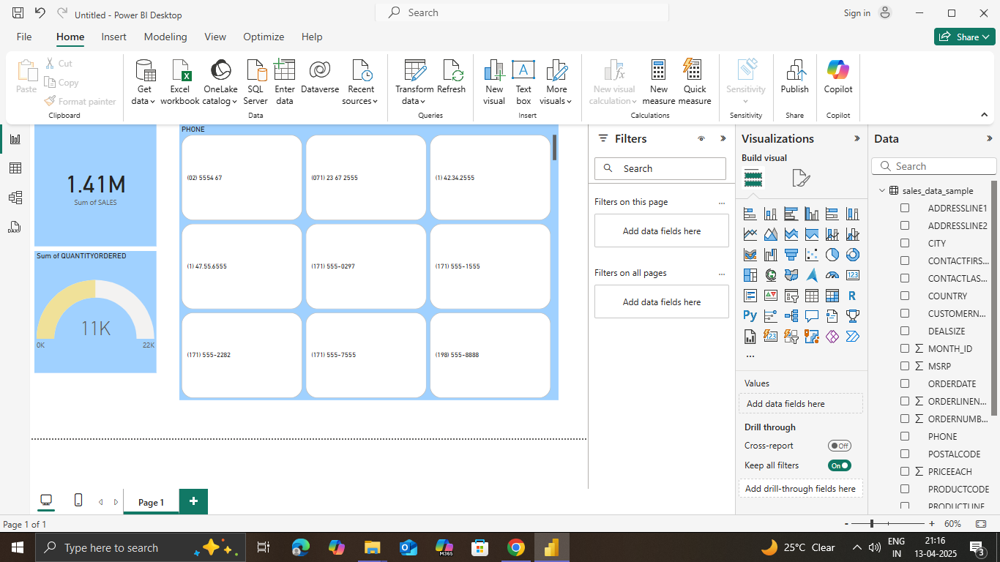 Untitled - Power BI Desktop
Search
Sign in
File
Home
Insert
Modeling
View
Optimize
Help
Share
Paste
Cut
Copy
Format painter
Clipboard
Get
data
Excel
workbook
OneLake
catalog
SQL
Server
Enter
data
Dataverse
Recent
sources
Data
Transform
data
Refresh
Queries
New
visual
Text
box
More
visuals
Insert
New visual
calculation
New
measure
Quick
measure
Calculations
Sensitivity
Sensitivity
Publish
Share
Copilot
Copilot
1.41M
Sum of SALES
Sum of QUANTITYORDERED
11K
0K
22K
PHONE
(02) 5554 67
(071) 23 67 2555
(1) 42.34.2555
(1) 47.55.6555
(171) 555-0297
(171) 555-1555
(171) 555-2282
(171) 555-7555
(198) 555-8888
Filters
Search
Filters on this page
...
Add data fields here
Filters on all pages
...
Add data fields here
Visualizations
Build visual
123
R
Py
123
...
Values
Add data fields here
Drill through
Cross-report
Off
Keep all filters
On
Add drill-through fields here
Data
Search
sales_data_sample
ADDRESSLINE1
ADDRESSLINE2
CITY
CONTACTFIRS...
CONTACTLAS...
COUNTRY
CUSTOMERN...
DEALSIZE
MONTH_ID
MSRP
ORDERDATE
ORDERLINEN...
ORDERNUMB...
PHONE
POSTALCODE
PRICEEACH
PRODUCTCODE
PRODUCTLINE
DAX
Page 1
+
Page 1 of 1
- + 60%
Type here to search
M365
25°C Clear
ENG
IN
21:16
13-04-2025
3